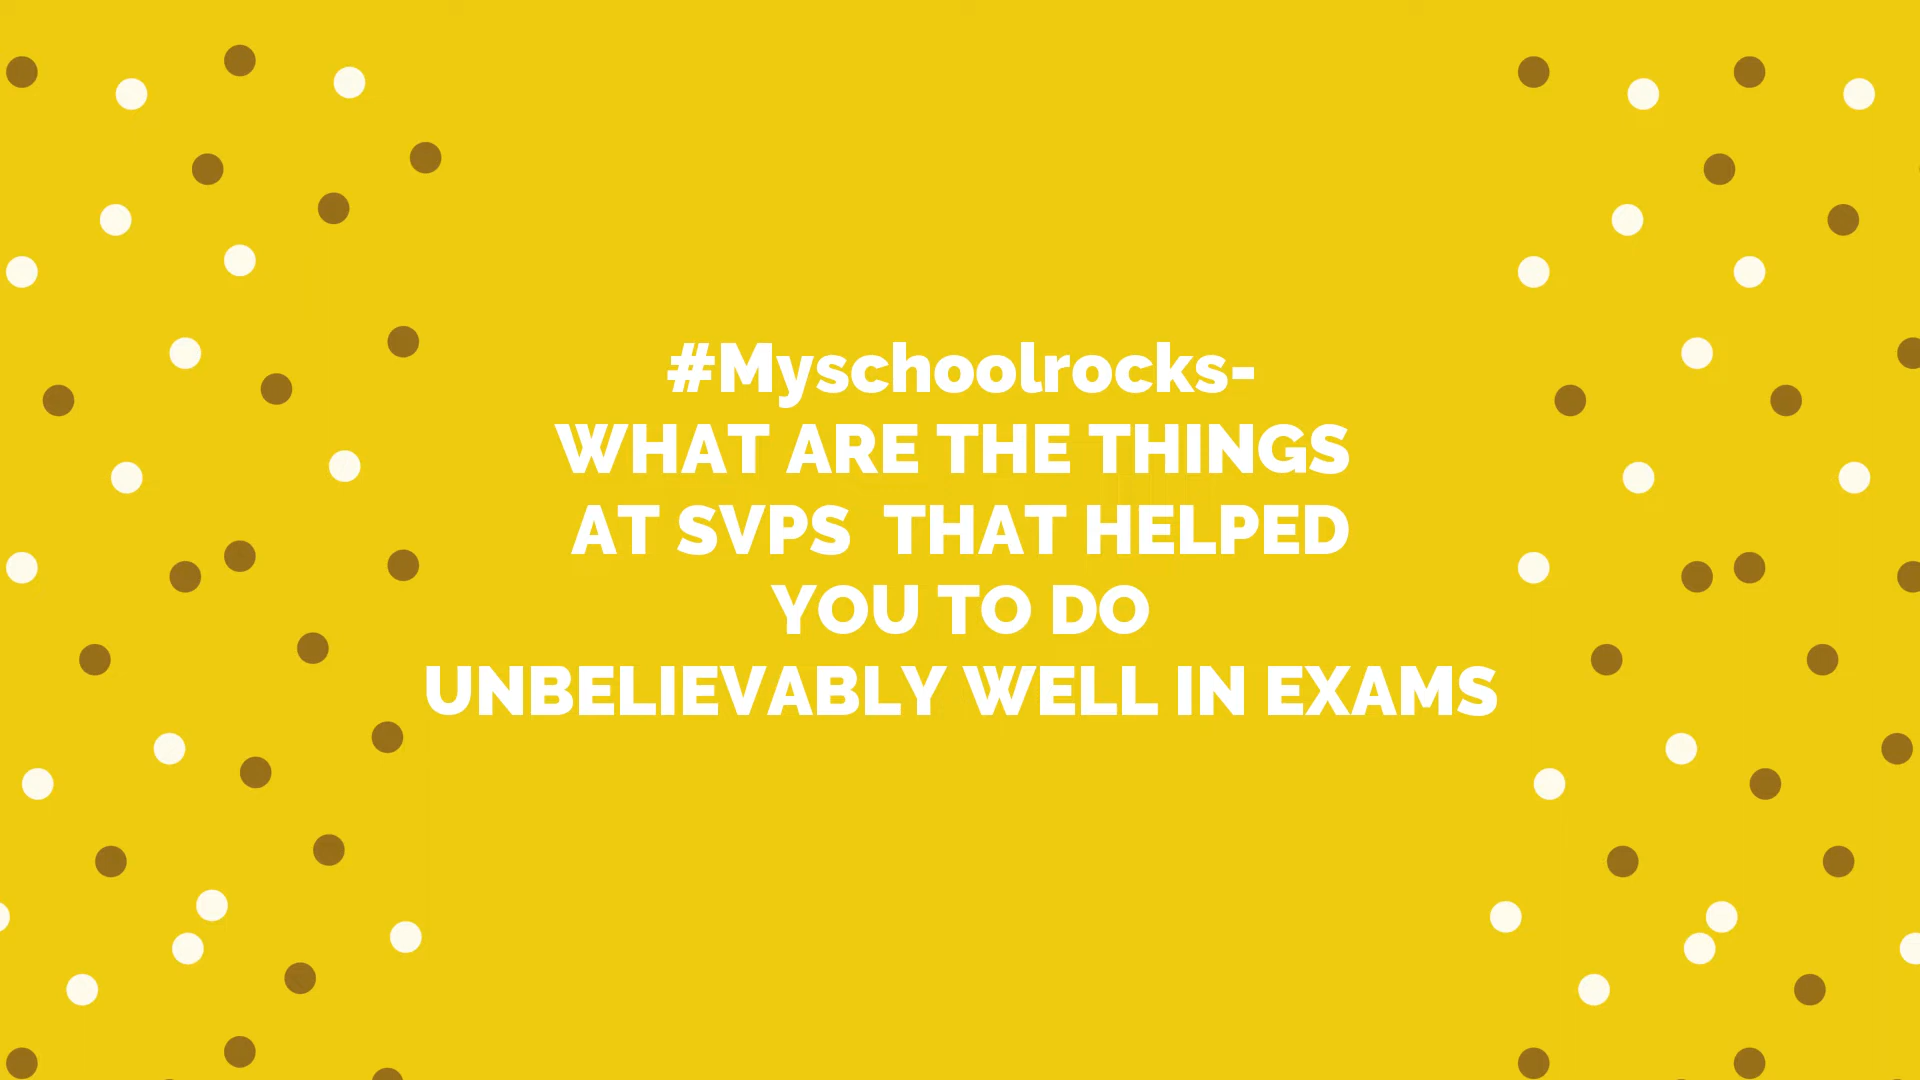 #Myschoolrocks-
WHAT ARE THE THINGS
AT SVPS THAT HELPED
YOU TO DO
UNBELIEVABLY WELL IN EXAMS